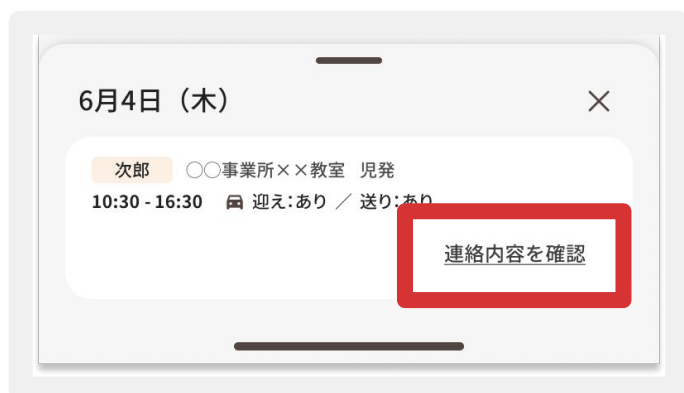 6月4日（木）
次郎 ○○事業所××教室 児発
10:30 - 16:30 迎え：あり ／ 送り：あり
連絡内容を確認